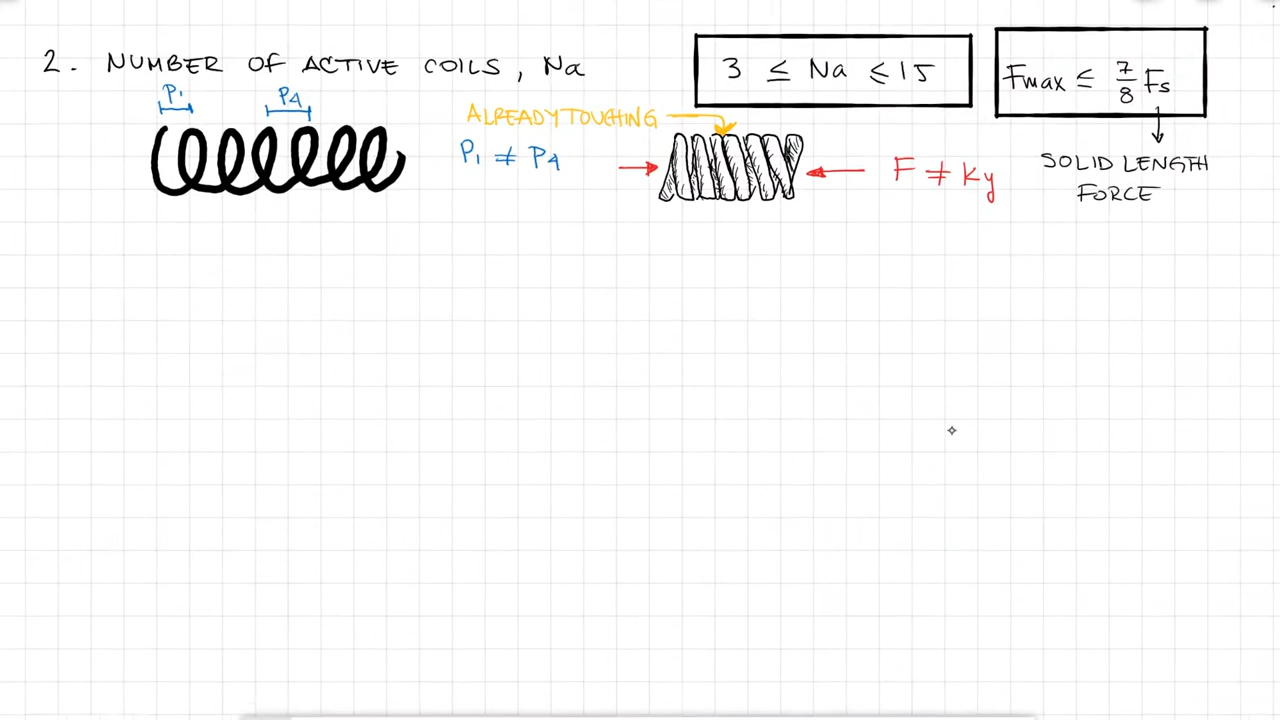 2. NUMBER OF ACTIVE COILS, Na
3 ≤ Na ≤ 15
Fmax ≤ 7/8 Fs
P1
P4
ALREADY TOUCHING
P1 ≠ P4
F ≠ Ky
SOLID LENGTH
FORCE